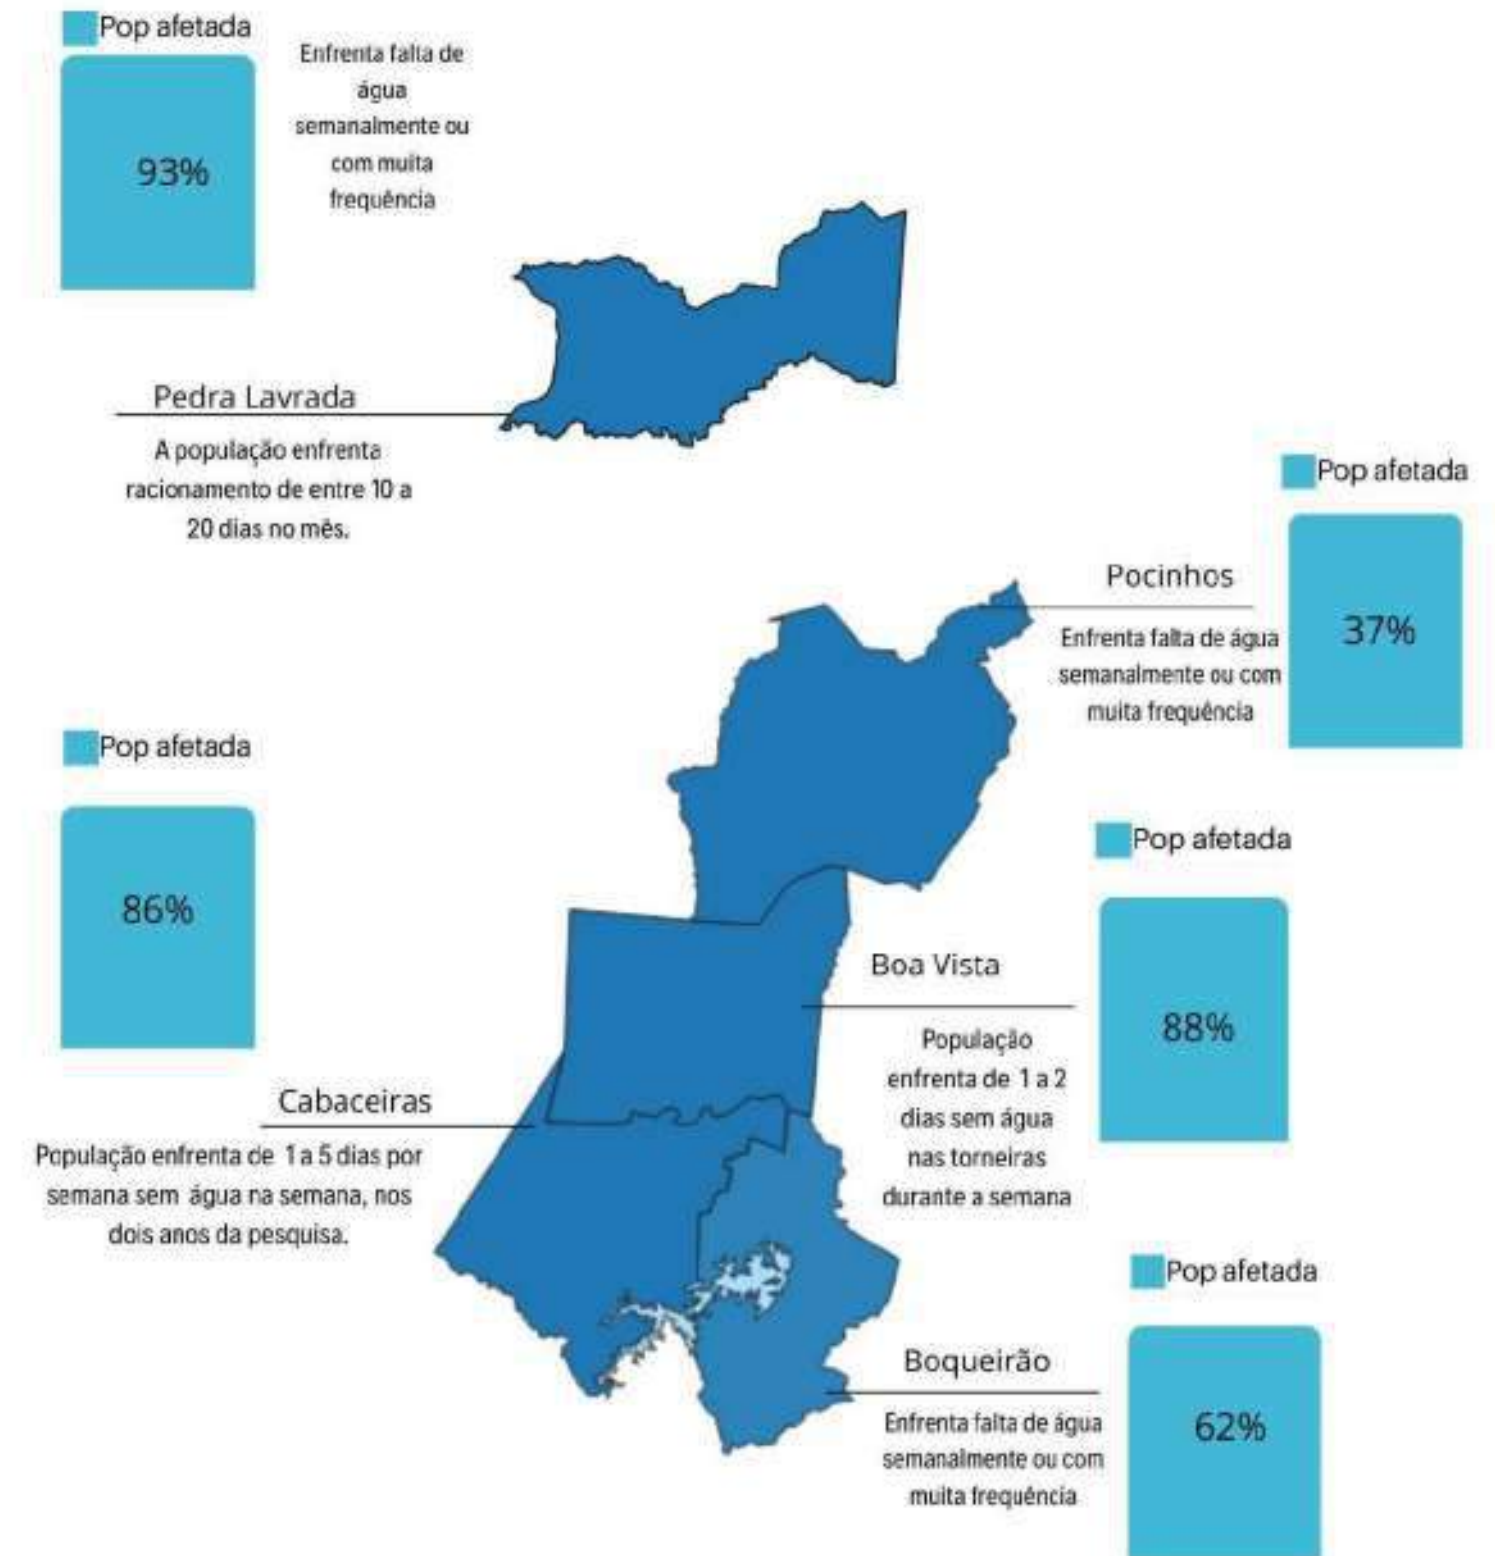 Pop afetada
93%
Enfrenta falta de
água
semanalmente ou
com muita
frequência
Pedra Lavrada
A população enfrenta
racionamento de entre 10 a
20 dias no mês.
Pop afetada
37%
Pocinhos
Enfrenta falta de água
semanalmente ou com
muita frequência
Pop afetada
86%
Cabaceiras
População enfrenta de 1 a 5 dias por
semana sem água na semana, nos
dois anos da pesquisa.
Pop afetada
88%
Boa Vista
População
enfrenta de 1 a 2
dias sem água
nas torneiras
durante a semana
Pop afetada
62%
Boqueirão
Enfrenta falta de água
semanalmente ou com
muita frequência